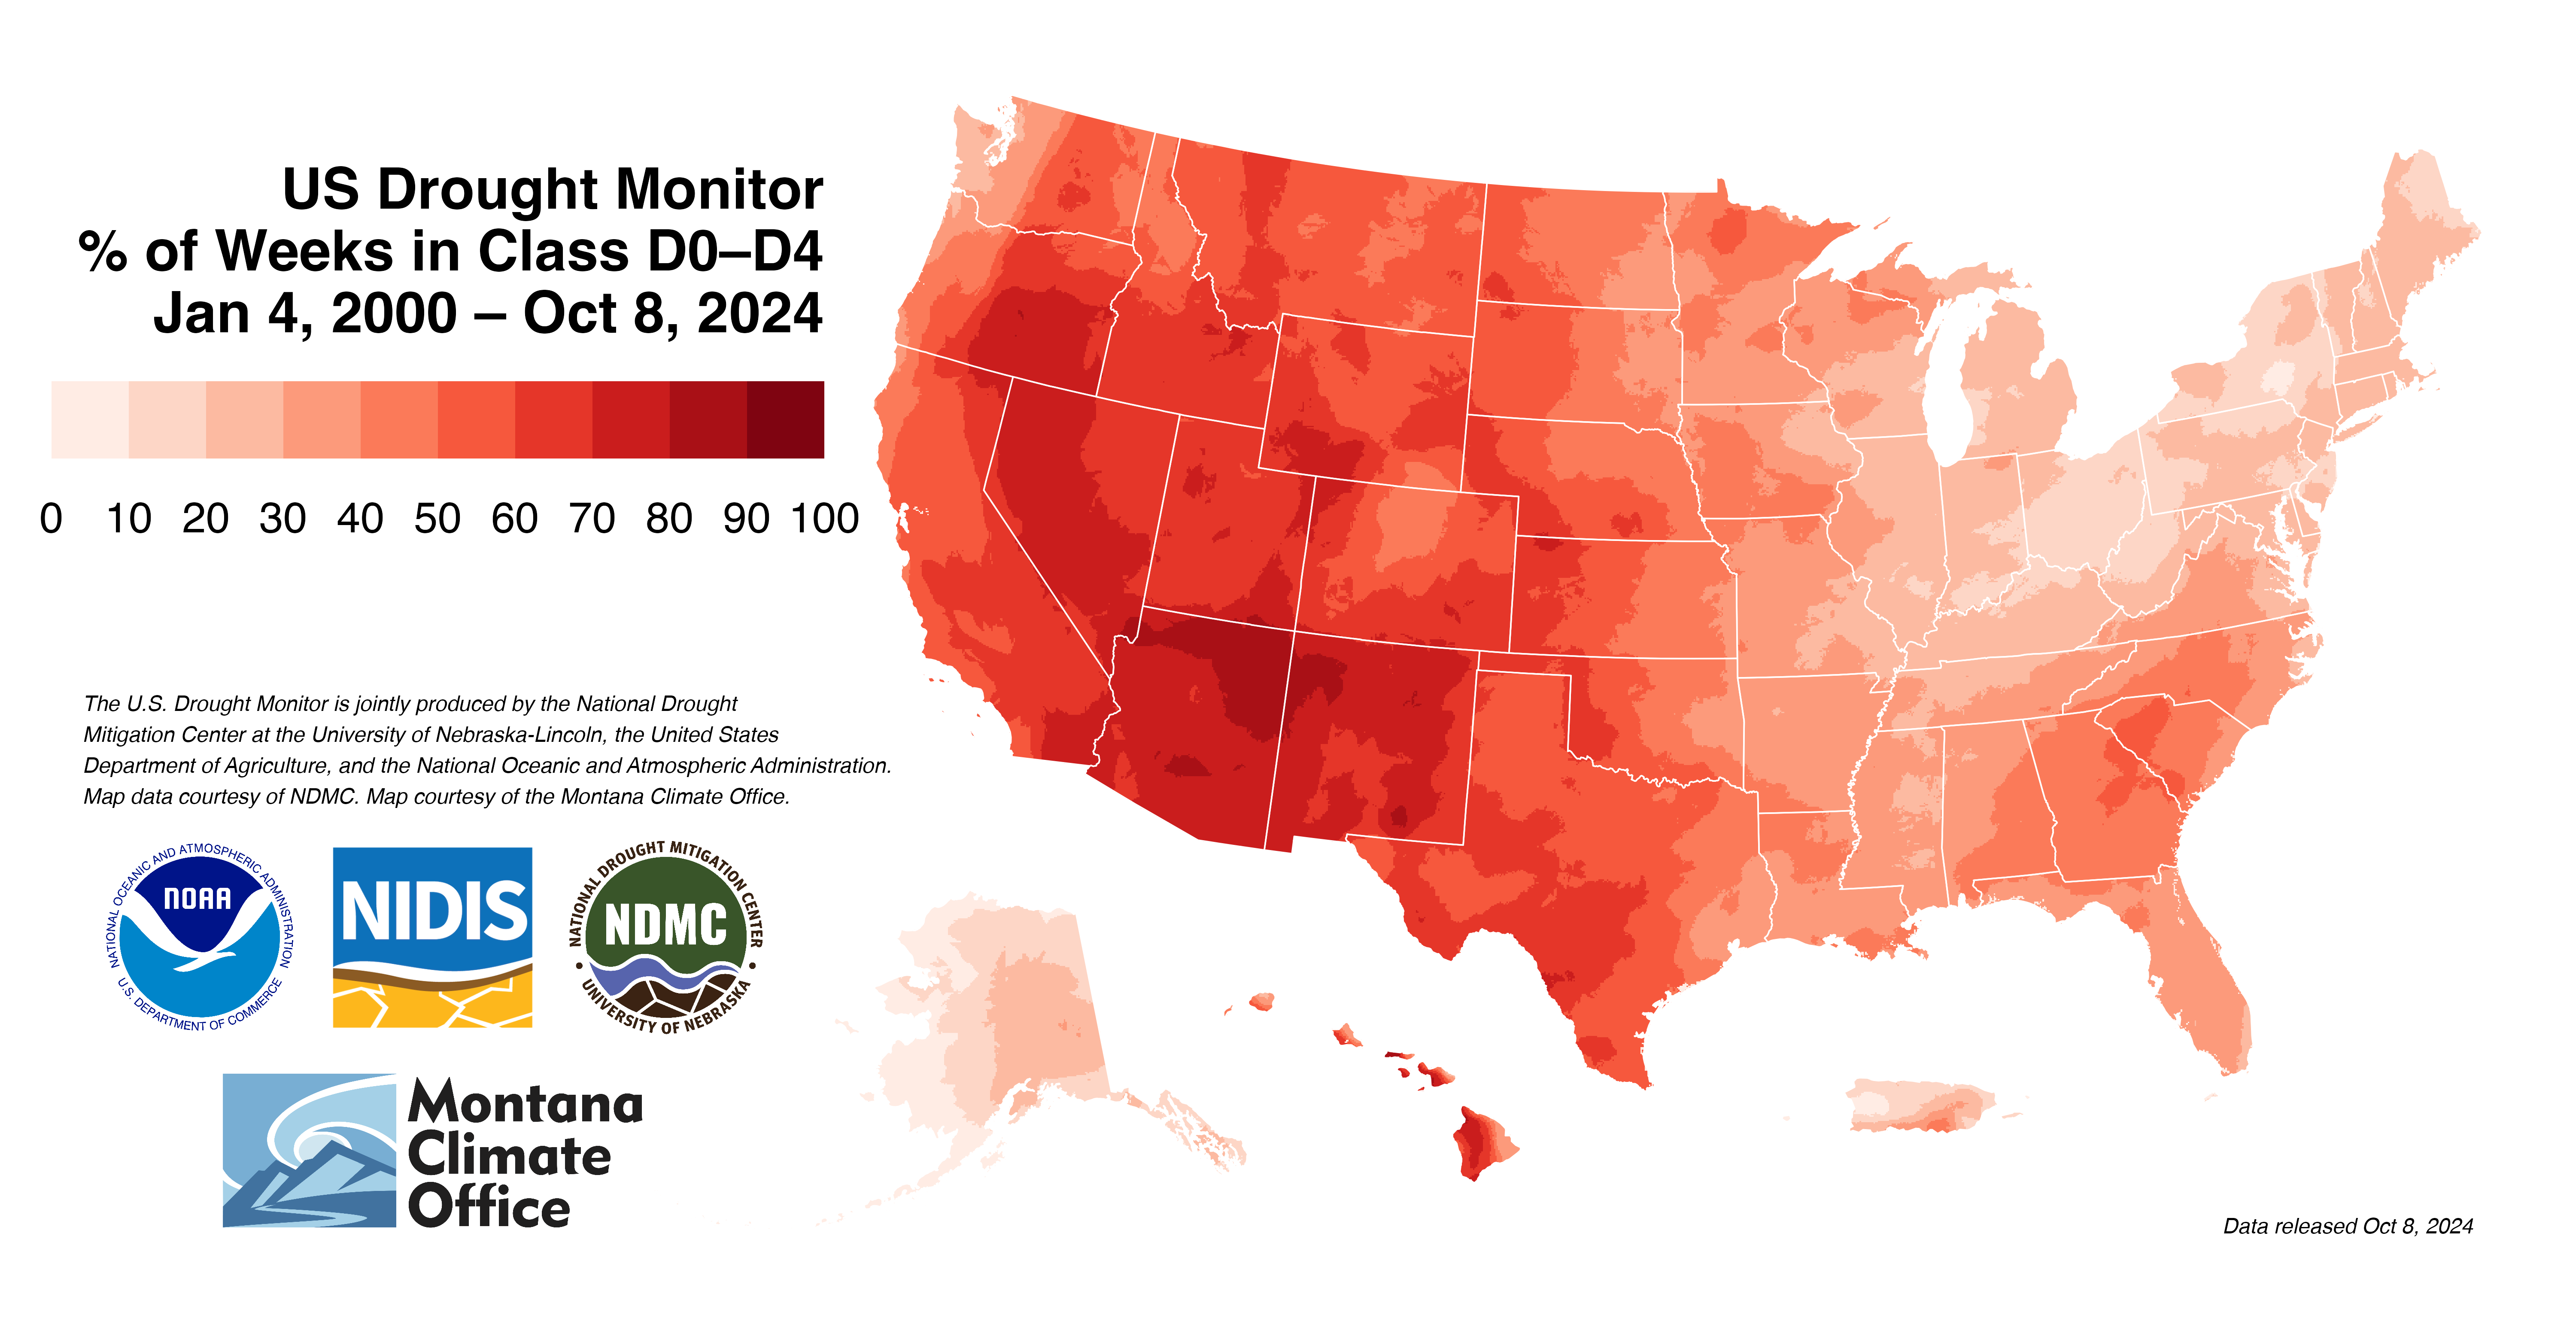 US Drought Monitor
% of Weeks in Class D0–D4
Jan 4, 2000 – Oct 8, 2024
0 10 20 30 40 50 60 70 80 90 100
The U.S. Drought Monitor is jointly produced by the National Drought
Mitigation Center at the University of Nebraska-Lincoln, the United States
Department of Agriculture, and the National Oceanic and Atmospheric Administration.
Map data courtesy of NDMC. Map courtesy of the Montana Climate Office.
NATIONAL OCEANIC AND ATMOSPHERIC ADMINISTRATION
NOAA
U.S. DEPARTMENT OF COMMERCE
NIDIS
NATIONAL DROUGHT MITIGATION CENTER
NDMC
UNIVERSITY OF NEBRASKA
Montana
Climate
Office
Data released Oct 8, 2024